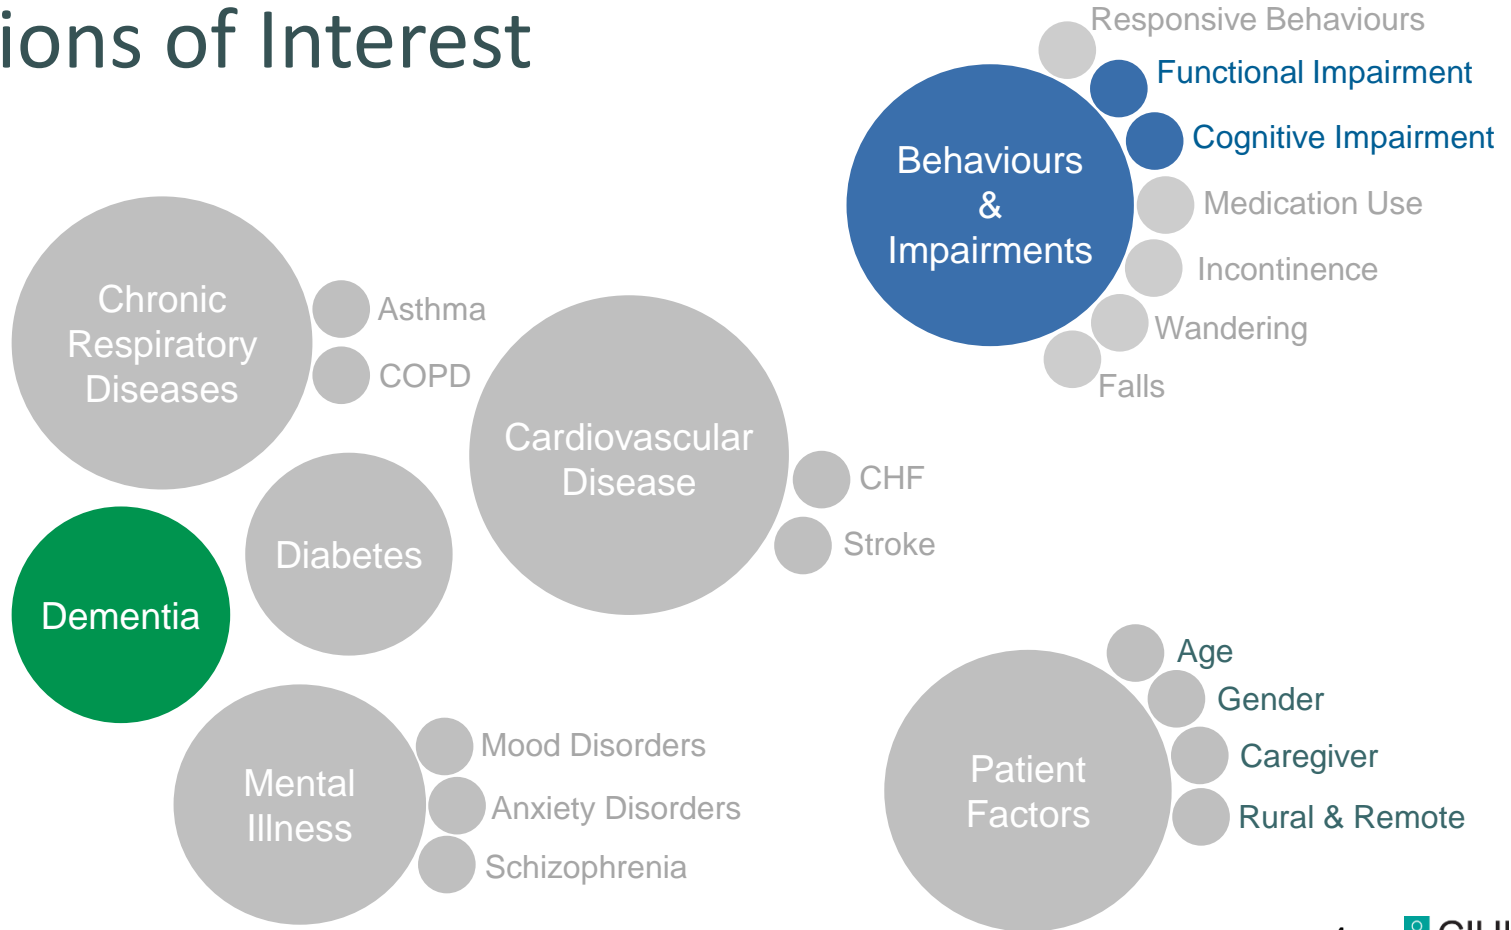 ions of Interest
Responsive Behaviours
Functional Impairment
Cognitive Impairment
Behaviours
&
Impairments
Medication Use
Incontinence
Wandering
Falls
Chronic
Respiratory
Diseases
Asthma
COPD
Cardiovascular
Disease
CHF
Stroke
Diabetes
Dementia
Mental
Illness
Mood Disorders
Anxiety Disorders
Schizophrenia
Patient
Factors
Age
Gender
Caregiver
Rural & Remote